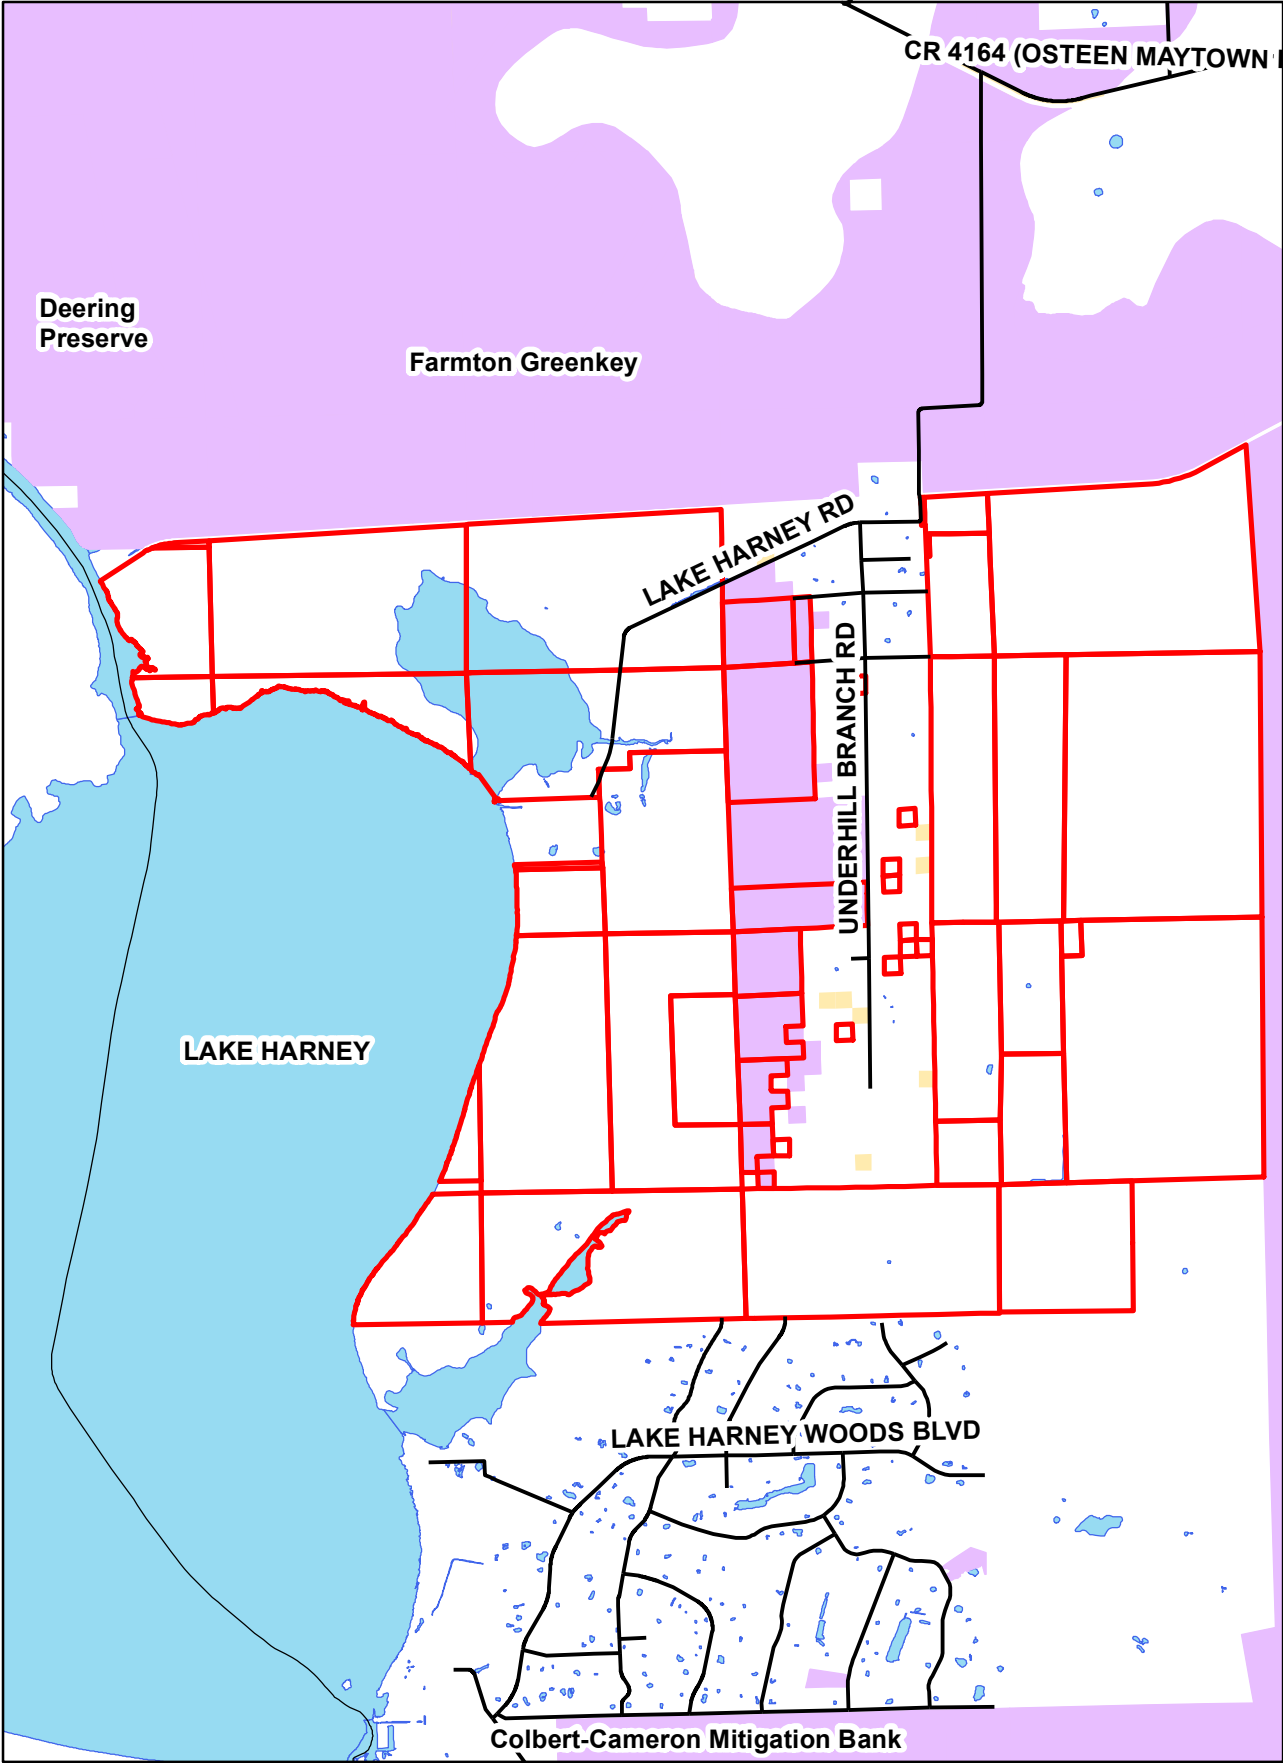 CR 4164 (OSTEEN MAYTOWN
Deering
Preserve
Farmton Greenkey
LAKE HARNEY RD
UNDERHILL BRANCH RD
LAKE HARNEY
LAKE HARNEY WOODS BLVD
Colbert-Cameron Mitigation Bank